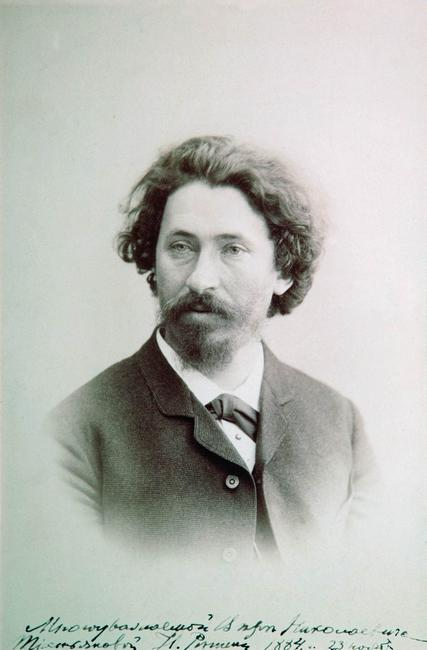 Многоуважаемой Вѣрѣ Николаевнѣ
Третьяковой И. Рѣпинъ 1884 23 нояб